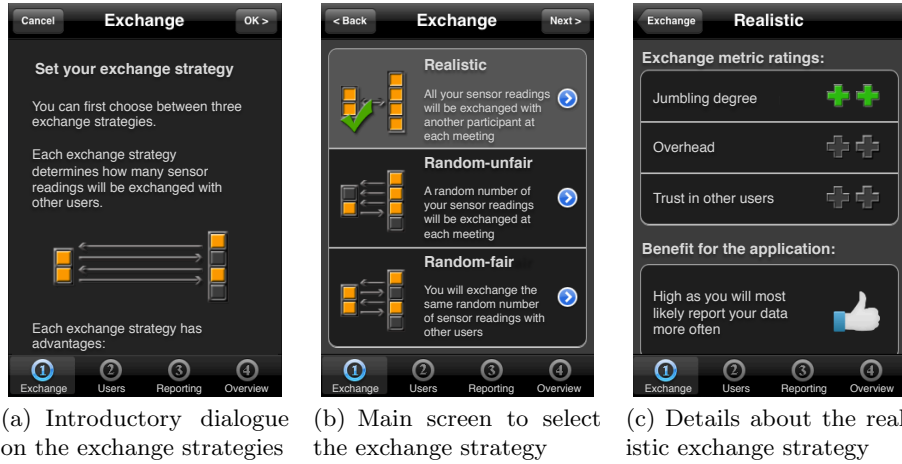 Cancel Exchange OK >
Set your exchange strategy
You can first choose between three
exchange strategies.
Each exchange strategy
determines how many sensor
readings will be exchanged with
other users.
Each exchange strategy has
advantages:
1 2 3 4
Exchange Users Reporting Overview
(a) Introductory dialogue
on the exchange strategies
< Back Exchange Next >
Realistic
All your sensor readings
will be exchanged with
another participant at
each meeting
Random-unfair
A random number of
your sensor readings
will be exchanged at
each meeting
Random-fair
You will exchange the
same random number
of sensor readings with
other users
1 2 3 4
Exchange Users Reporting Overview
(b) Main screen to select
the exchange strategy
Exchange Realistic
Exchange metric ratings:
Jumbling degree
Overhead
Trust in other users
Benefit for the application:
High as you will most
likely report your data
more often
1 2 3 4
Exchange Users Reporting Overview
(c) Details about the real
istic exchange strategy